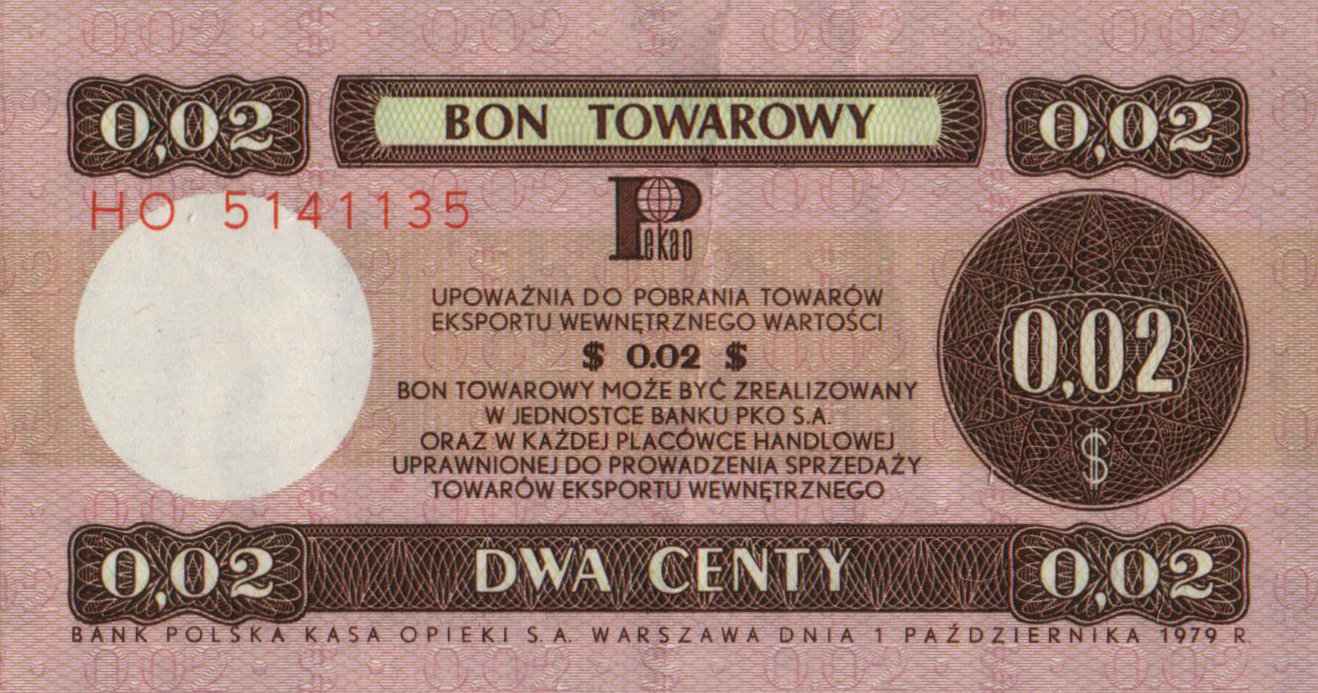 0,02 BON TOWAROWY 0,02
HO 5141135
Pekao
UPOWAŻNIA DO POBRANIA TOWARÓW
EKSPORTU WEWNĘTRZNEGO WARTOŚCI
$ 0.02 $
BON TOWAROWY MOŻE BYĆ ZREALIZOWANY
W JEDNOSTCE BANKU PKO S.A.
ORAZ W KAŻDEJ PLACÓWCE HANDLOWEJ
UPRAWNIONEJ DO PROWADZENIA SPRZEDAŻY
TOWARÓW EKSPORTU WEWNĘTRZNEGO
0,02
$
0,02 DWA CENTY 0,02
BANK POLSKA KASA OPIEKI S.A. WARSZAWA DNIA 1 PAŹDZIERNIKA 1979 R.